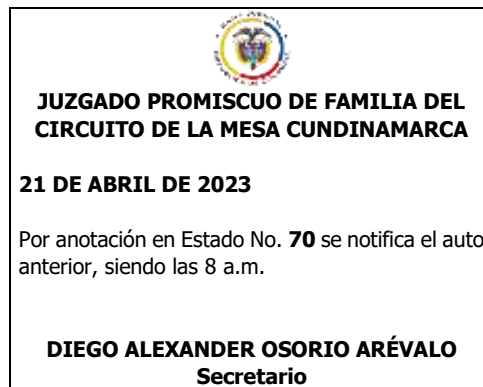 JUZGADO PROMISCUO DE FAMILIA DEL
CIRCUITO DE LA MESA CUNDINAMARCA
21 DE ABRIL DE 2023
Por anotación en Estado No. 70 se notifica el auto
anterior, siendo las 8 a.m.
DIEGO ALEXANDER OSORIO ARÉVALO
Secretario